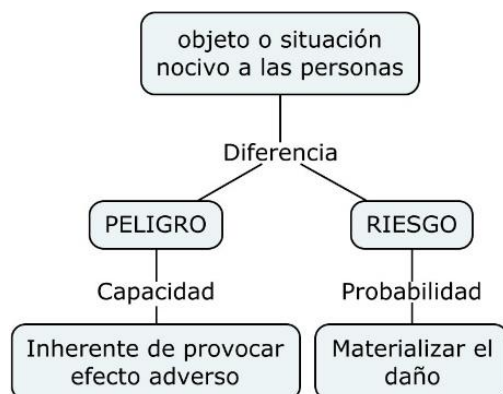 objeto o situación
nocivo a las personas
Diferencia
PELIGRO
RIESGO
Capacidad
Probabilidad
Inherente de provocar
efecto adverso
Materializar el
daño